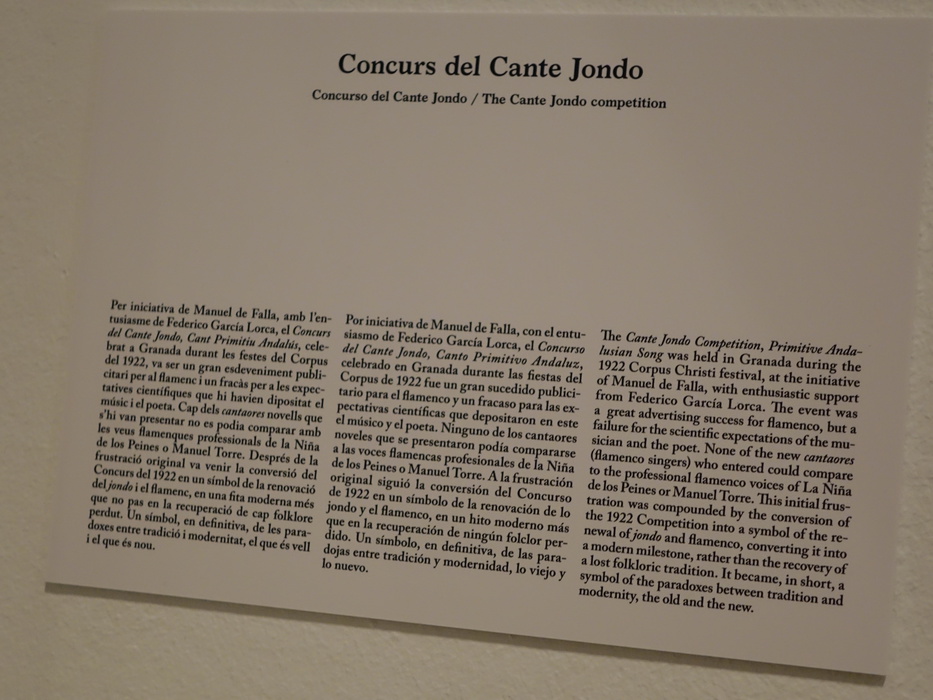 Concurs del Cante Jondo
Concurso del Cante Jondo / The Cante Jondo competition
Per iniciativa de Manuel de Falla, amb l'en-
tusiasme de Federico García Lorca, el Concurs
del Cante Jondo, Cant Primitiu Andalús, cele-
brat a Granada durant les festes del Corpus
del 1922, va ser un gran esdeveniment publi-
citari per al flamenc i un fracàs per a les expec-
tatives científiques que hi havien dipositat el
músic i el poeta. Cap dels cantaores novells que
s'hi van presentar no es podia comparar amb
les veus flamenques professionals de la Niña
de los Peines o Manuel Torre. Després de la
frustració original va venir la conversió del
Concurs del 1922 en un símbol de la renovació
del jondo i el flamenc, en una fita moderna més
que no pas en la recuperació de cap folklore
perdut. Un símbol, en definitiva, de les para-
doxes entre tradició i modernitat, el que és vell
i el que és nou.
Por iniciativa de Manuel de Falla, con el entu-
siasmo de Federico García Lorca, el Concurso
del Cante Jondo, Canto Primitivo Andaluz,
celebrado en Granada durante las fiestas del
Corpus de 1922 fue un gran sucedido publici-
tario para el flamenco y un fracaso para las ex-
pectativas científicas que depositaron en este
el músico y el poeta. Ninguno de los cantaores
noveles que se presentaron podía compararse
a las voces flamencas profesionales de la Niña
de los Peines o Manuel Torre. A la frustración
original siguió la conversión del Concurso
de 1922 en un símbolo de la renovación de lo
jondo y el flamenco, en un hito moderno más
que en la recuperación de ningún folclor per-
dido. Un símbolo, en definitiva, de las para-
dojas entre tradición y modernidad, lo viejo y
lo nuevo.
The Cante Jondo Competition, Primitive Anda-
lusian Song was held in Granada during the
1922 Corpus Christi festival, at the initiative
of Manuel de Falla, with enthusiastic support
from Federico García Lorca. The event was
a great advertising success for flamenco, but a
failure for the scientific expectations of the mu-
sician and the poet. None of the new cantaores
(flamenco singers) who entered could compare
to the professional flamenco voices of La Niña
de los Peines or Manuel Torre. This initial frus-
tration was compounded by the conversion of
the 1922 Competition into a symbol of the re-
newal of jondo and flamenco, converting it into
a modern milestone, rather than the recovery of
a lost folkloric tradition. It became, in short, a
symbol of the paradoxes between tradition and
modernity, the old and the new.